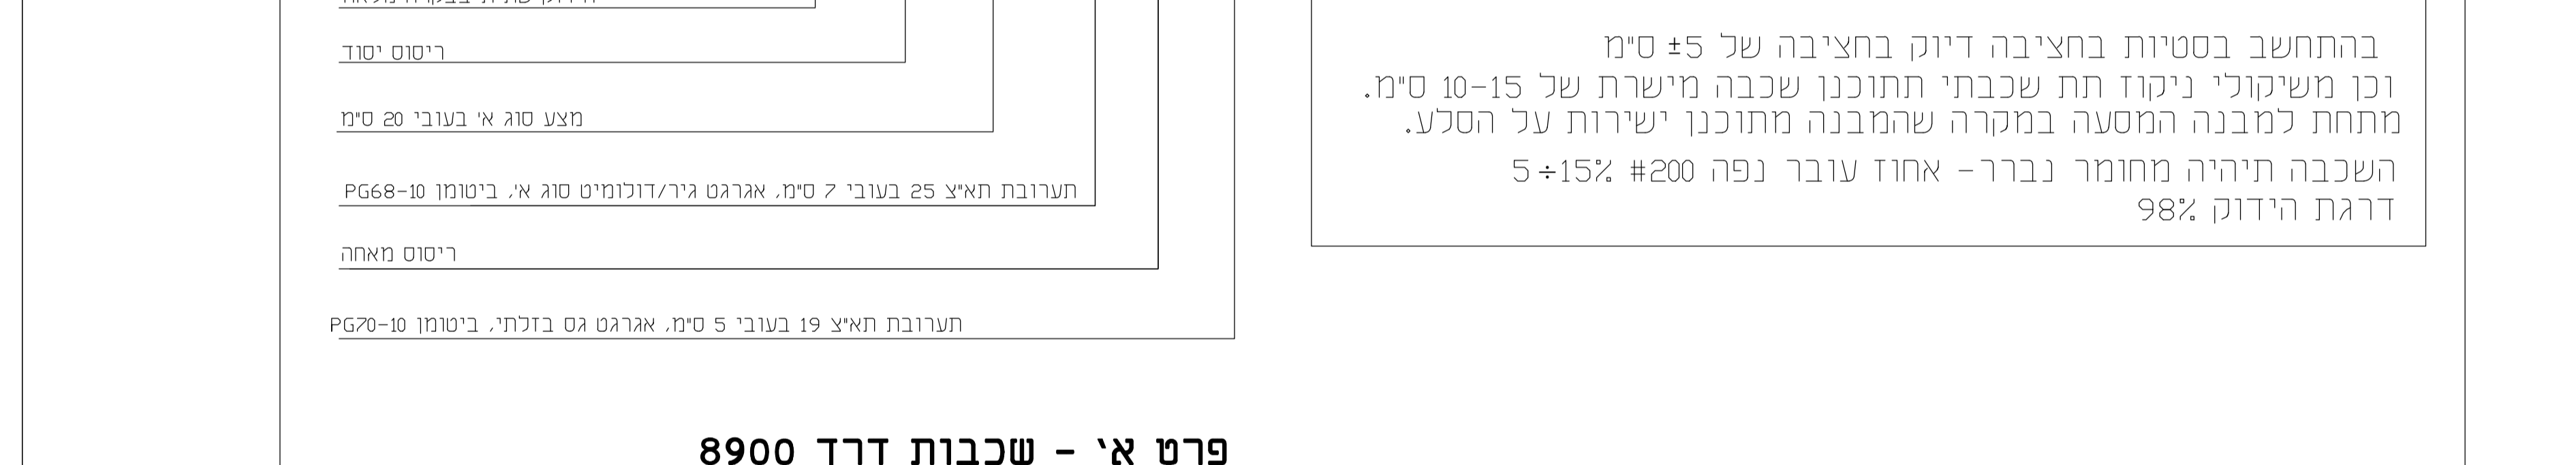 ריסוס יסוד
מצע סוג א' בעובי 20 ס"מ
תערובת תא"צ 25 בעובי 7 ס"מ, אגרגט גיר/דולומיט סוג א', ביטומן PG68-10
ריסוס מאחה
תערובת תא"צ 19 בעובי 5 ס"מ, אגרגט גס בזלתי, ביטומן PG70-10
פרט א' - שכבות דרד 8900
בהתחשב בסטיות בחציבה דיוק בחציבה של 5± ס"מ
וכן משיקולי ניקוז תת שכבתי תתוכנן שכבה מישרת של 10-15 ס"מ.
מתחת למבנה המסעה במקרה שהמבנה מתוכנן ישירות על הסלע.
השכבה תיהיה מחומר נברר- אחוז עובר נפה #200 5÷15%
דרגת הידוק 98%